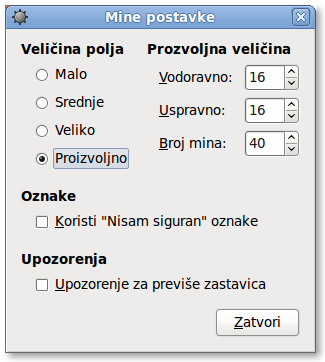 Mine postavke
Veličina polja
Malo
Srednje
Veliko
Proizvoljno
Prozvoljna veličina
Vodoravno: 16
Uspravno: 16
Broj mina: 40
Oznake
Koristi "Nisam siguran" oznake
Upozorenja
Upozorenje za previše zastavica
Zatvori